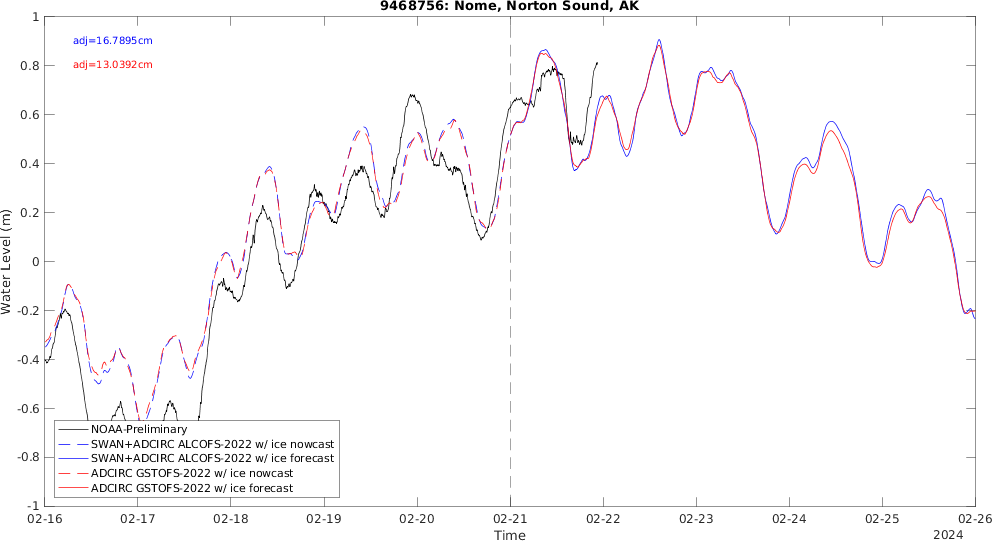 9468756: Nome, Norton Sound, AK
adj=16.7895cm
adj=13.0392cm
Water Level (m)
1
0.8
0.6
0.4
0.2
0
-0.2
-0.4
-0.6
-0.8
-1
NOAA-Preliminary
SWAN+ADCIRC ALCOFS-2022 w/ ice nowcast
SWAN+ADCIRC ALCOFS-2022 w/ ice forecast
ADCIRC GSTOFS-2022 w/ ice nowcast
ADCIRC GSTOFS-2022 w/ ice forecast
02-16 02-17 02-18 02-19 02-20 02-21 02-22 02-23 02-24 02-25 02-26
Time
2024